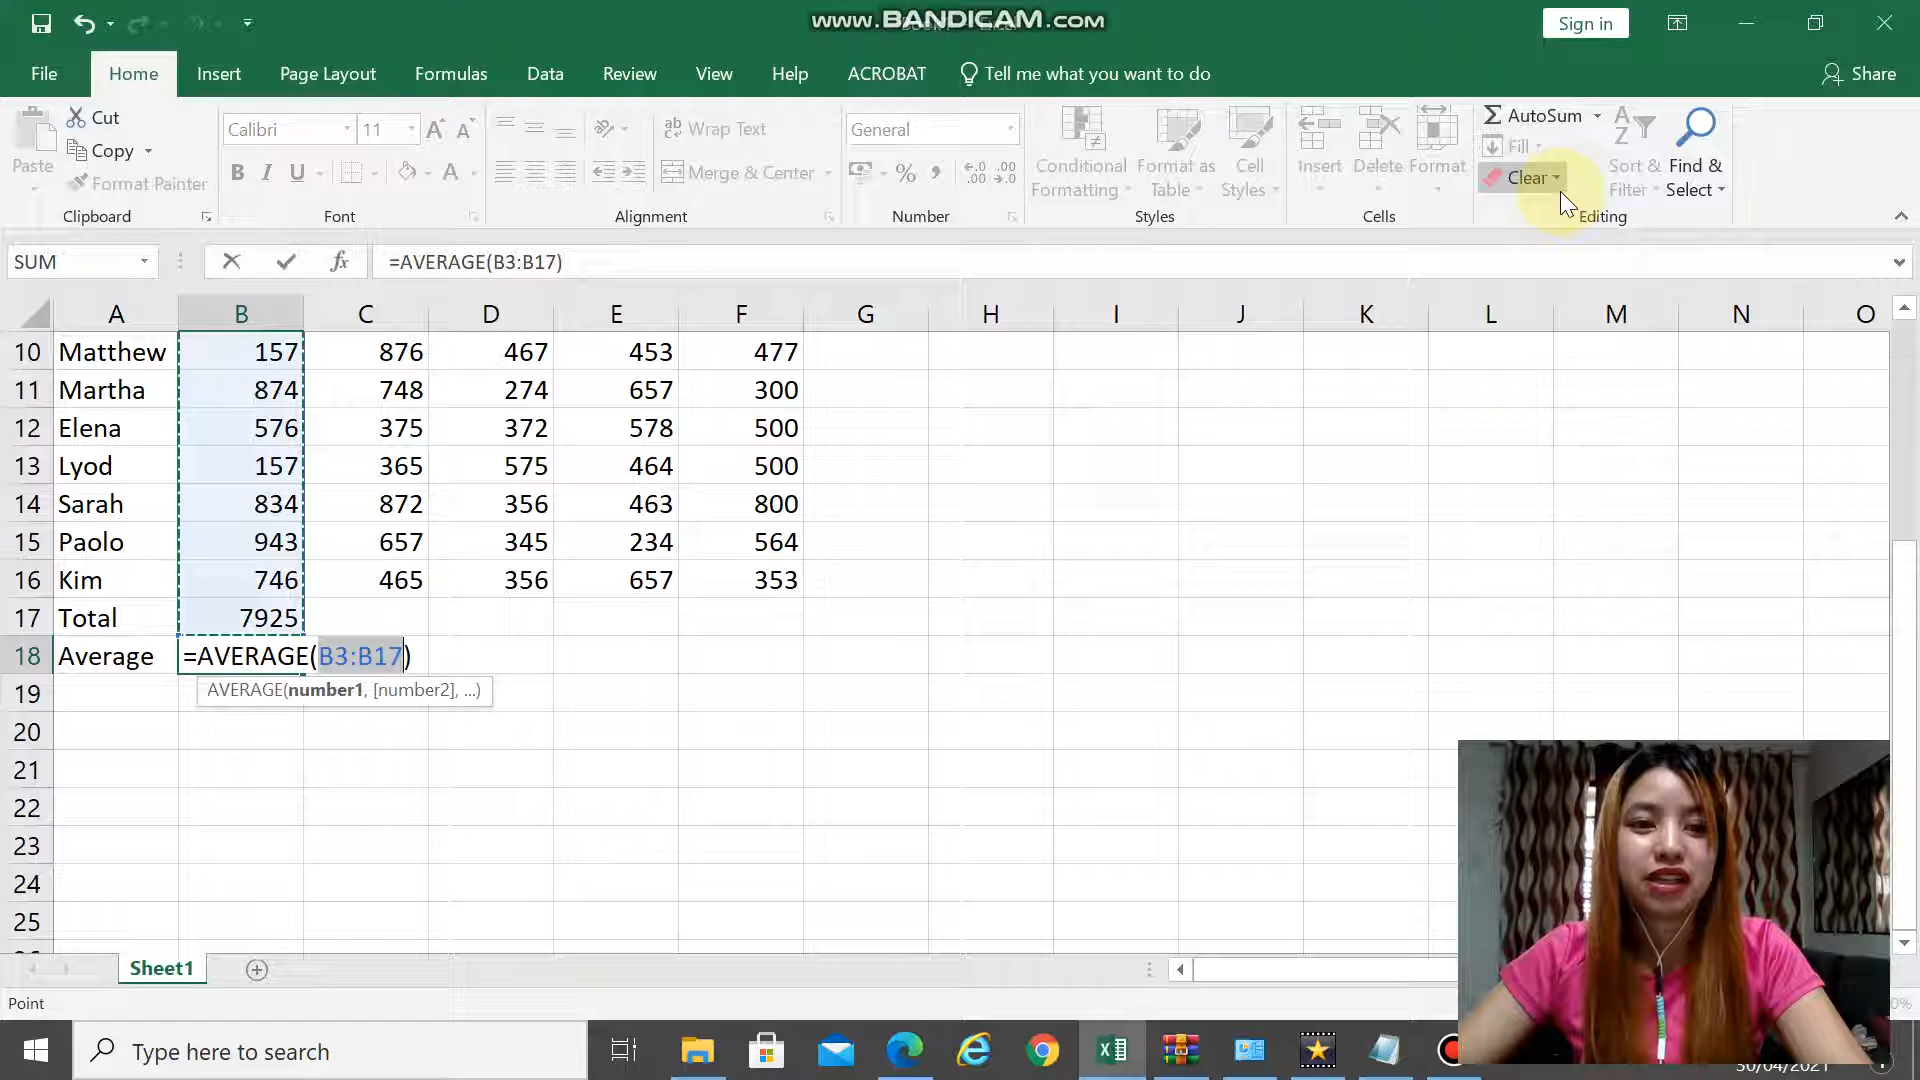 www.BANDICAM.com
Sign in
File Home Insert Page Layout Formulas Data Review View Help ACROBAT Tell me what you want to do Share
Paste
Cut
Copy
Format Painter
Clipboard
Calibri 11
B I U A
Font
Wrap Text
Merge & Center
Alignment
General
Number
Conditional Formatting
Format as Table
Cell Styles
Styles
Insert Delete Format
Cells
AutoSum
Fill
Clear
Sort & Filter
Find & Select
Editing
SUM fx =AVERAGE(B3:B17)
A B C D E F G H I J K L M N O
10 Matthew 157 876 467 453 477
11 Martha 874 748 274 657 300
12 Elena 576 375 372 578 500
13 Lyod 157 365 575 464 500
14 Sarah 834 872 356 463 800
15 Paolo 943 657 345 234 564
16 Kim 746 465 356 657 353
17 Total 7925
18 Average =AVERAGE(B3:B17)
AVERAGE(number1, [number2], ...)
19
20
21
22
23
24
25
Sheet1
Point
Type here to search
30/04/2021